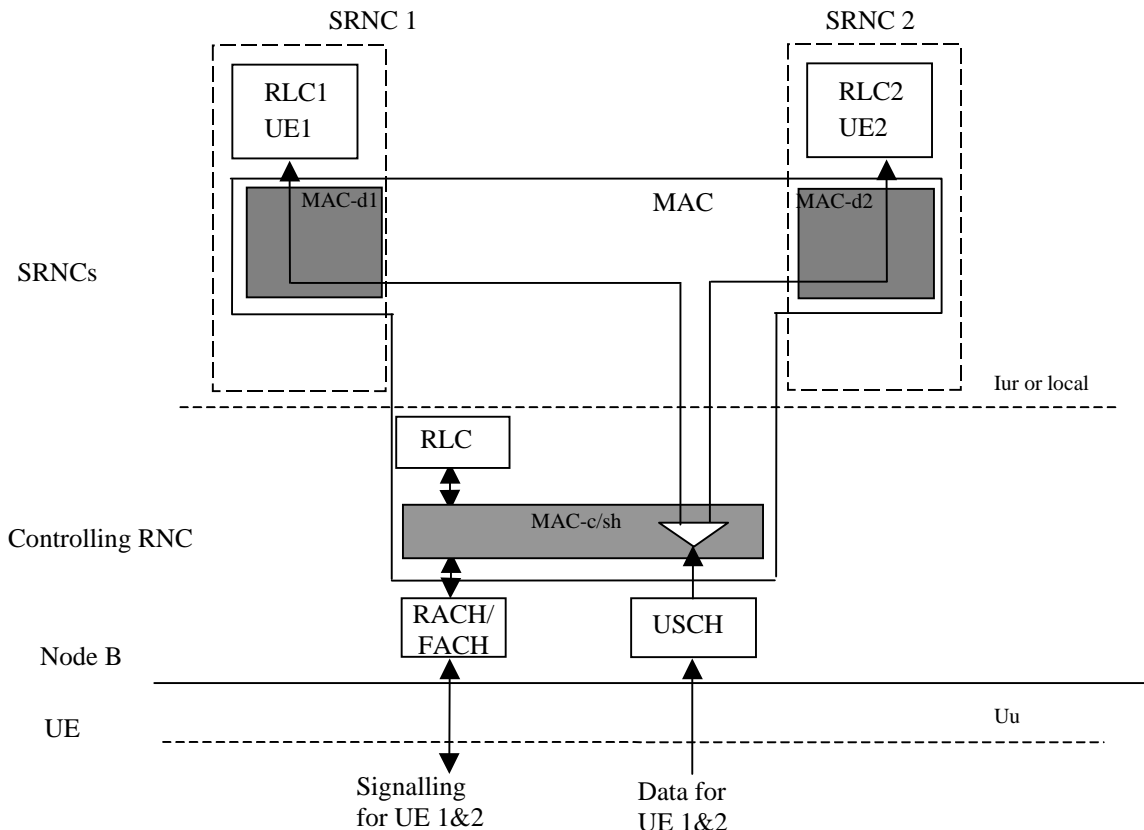 SRNC 1
SRNC 2
RLC1
UE1
RLC2
UE2
MAC-d1
MAC
MAC-d2
SRNCs
Iur or local
RLC
MAC-c/sh
Controlling RNC
RACH/
FACH
USCH
Node B
UE
Uu
Signalling
for UE 1&2
Data for
UE 1&2